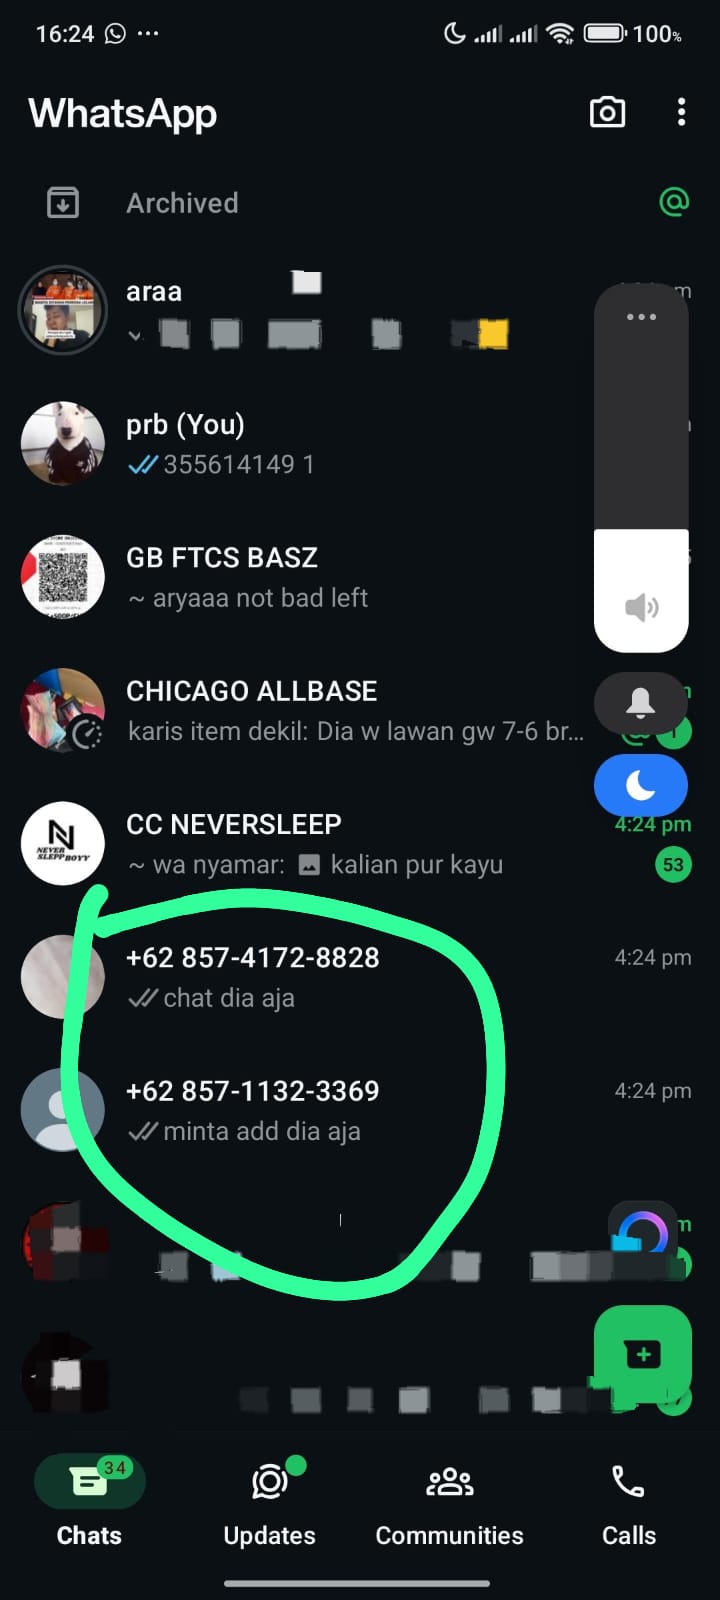 16:24
100%
WhatsApp
Archived
araa
prb (You)
355614149 1
GB FTCS BASZ
~ aryaaa not bad left
CHICAGO ALLBASE
karis item dekil: Dia w lawan gw 7-6 br...
CC NEVERSLEEP
4:24 pm
NEVER
SLEPPBOYY
~ wa nyamar: kalian pur kayu
53
+62 857-4172-8828
4:24 pm
chat dia aja
+62 857-1132-3369
4:24 pm
minta add dia aja
34
Chats
Updates
Communities
Calls